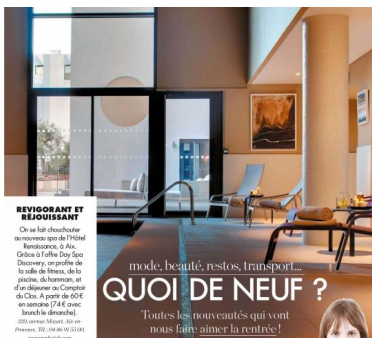 REVIGORANT ET
RÉJOUISSANT
On se fait chouchouter
au nouveau spa de l'Hôtel
Renaissance, à Aix.
Grâce à l'offre Day Spa
Discovery, on profite de
la salle de fitness, de la
piscine, du hammam, et
d'un déjeuner au Comptoir
du Clos. A partir de 60 €
en semaine (74 € avec
brunch le dimanche).
320, avenue Mozart, Aix-en-
Provence. Tél.: 04 86 91 55 00.
mode, beauté, restos, transport...
QUOI DE NEUF ?
Toutes les nouveautés qui vont
nous faire aimer la rentrée !